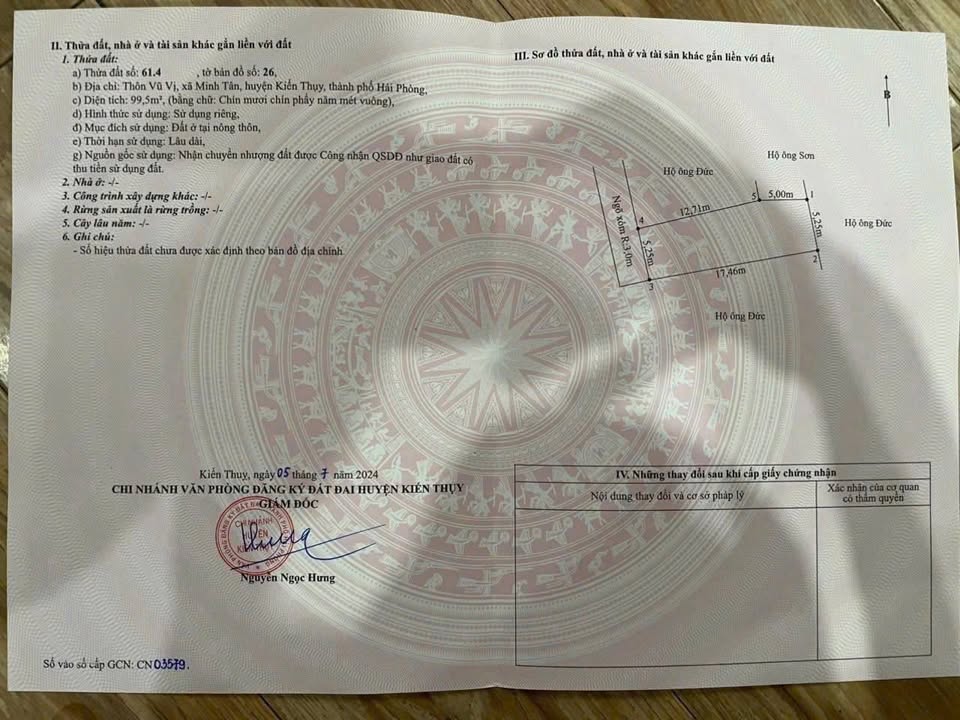 II. Thửa đất, nhà ở và tài sản khác gắn liền với đất
1. Thửa đất:
a) Thửa đất số: 61.4 , tờ bản đồ số: 26,
b) Địa chỉ: Thôn Vũ Vị, xã Minh Tân, huyện Kiến Thụy, thành phố Hải Phòng,
c) Diện tích: 99,5m², (bằng chữ: Chín mươi chín phẩy năm mét vuông),
d) Hình thức sử dụng: Sử dụng riêng,
đ) Mục đích sử dụng: Đất ở tại nông thôn,
e) Thời hạn sử dụng: Lâu dài,
g) Nguồn gốc sử dụng: Nhận chuyển nhượng đất được Công nhận QSDĐ như giao đất có
thu tiền sử dụng đất.
2. Nhà ở: -/-
3. Công trình xây dựng khác: -/-
4. Rừng sản xuất là rừng trồng: -/-
5. Cây lâu năm: -/-
6. Ghi chú:
- Số hiệu thửa đất chưa được xác định theo bản đồ địa chính.
Kiến Thụy, ngày 05 tháng 7 năm 2024
CHI NHÁNH VĂN PHÒNG ĐĂNG KÝ ĐẤT ĐAI HUYỆN KIẾN THỤY
GIÁM ĐỐC
Nguyễn Ngọc Hưng
Số vào sổ cấp GCN: CN 03579.
III. Sơ đồ thửa đất, nhà ở và tài sản khác gắn liền với đất
B
Hộ ông Sơn
Hộ ông Đức
5
5,00m
1
12,71m
4
Ngõ xóm R:3,0m
5,25m
5,25m
Hộ ông Đức
17,46m
2
3
Hộ ông Đức
IV. Những thay đổi sau khi cấp giấy chứng nhận
Nội dung thay đổi và cơ sở pháp lý
Xác nhận của cơ quan
có thẩm quyền